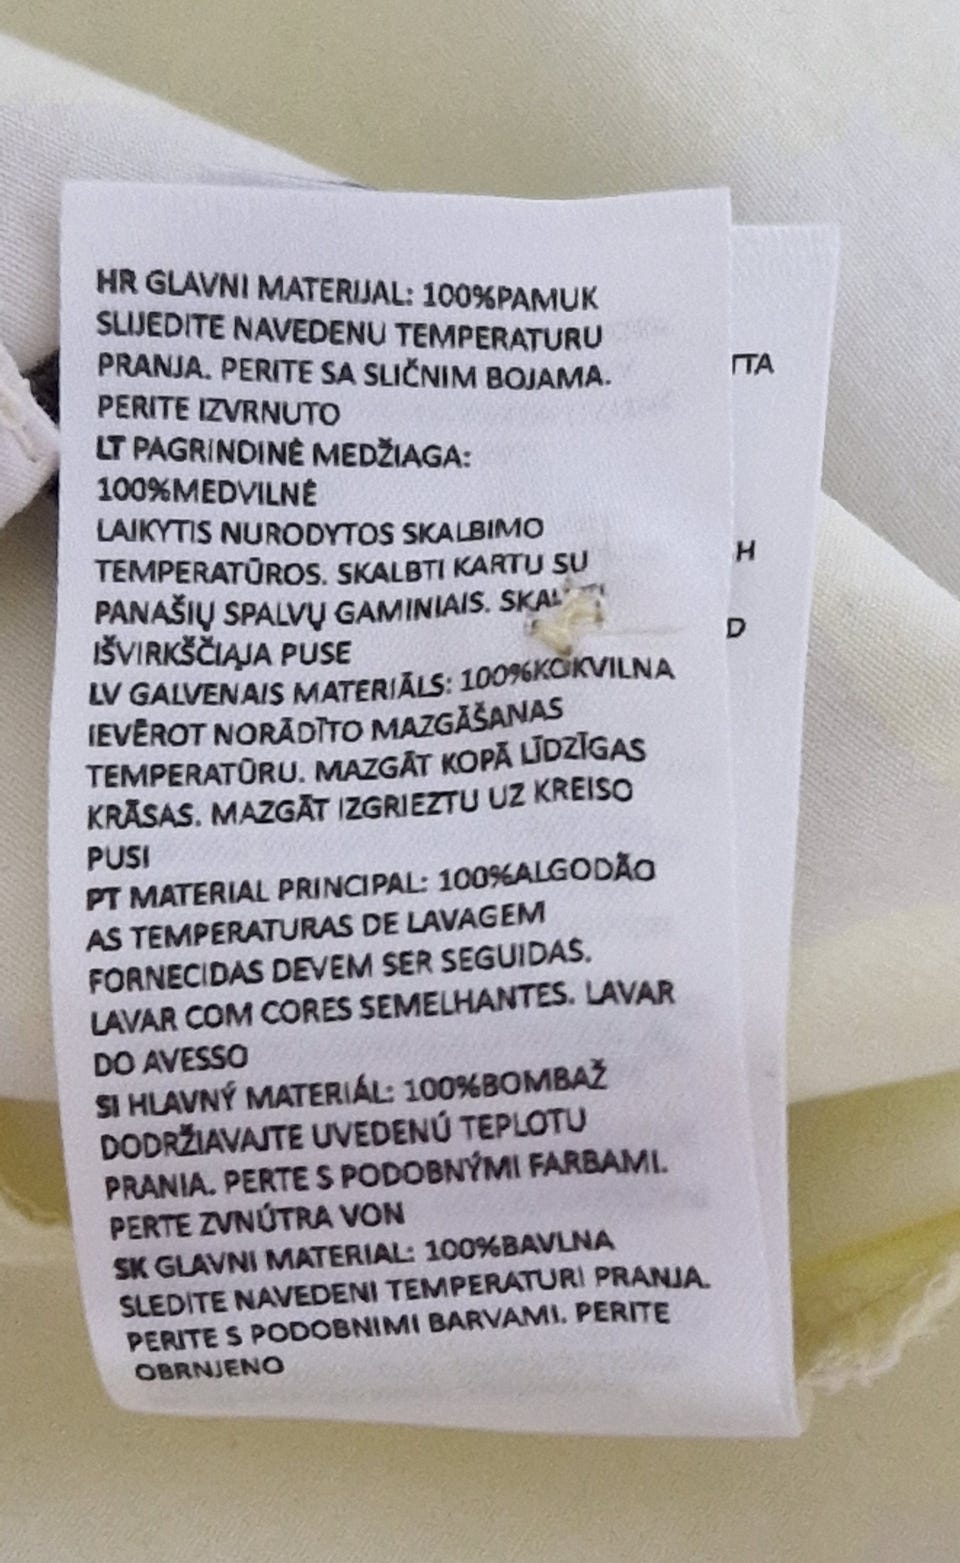 HR GLAVNI MATERIJAL: 100%PAMUK
SLIJEDITE NAVEDENU TEMPERATURU
PRANJA. PERITE SA SLIČNIM BOJAMA.
PERITE IZVRNUTO
LT PAGRINDINĖ MEDŽIAGA:
100%MEDVILNĖ
LAIKYTIS NURODYTOS SKALBIMO
TEMPERATŪROS. SKALBTI KARTU SU
PANAŠIŲ SPALVŲ GAMINIAIS.
IŠVIRKŠČIĄJA PUSE
LV GALVENAIS MATERIĀLS: 100%KOKVILNA
IEVĒROT NORĀDĪTO MAZGĀŠANAS
TEMPERATŪRU. MAZGĀT KOPĀ LĪDZĪGAS
KRĀSAS. MAZGĀT IZGRIEZTU UZ KREISO
PUSI
PT MATERIAL PRINCIPAL: 100%ALGODÃO
AS TEMPERATURAS DE LAVAGEM
FORNECIDAS DEVEM SER SEGUIDAS.
LAVAR COM CORES SEMELHANTES. LAVAR
DO AVESSO
SI HLAVNÝ MATERIÁL: 100%BOMBAŽ
DODRŽIAVAJTE UVEDENÚ TEPLOTU
PRANIA. PERTE S PODOBNÝMI FARBAMI.
PERTE ZVNÚTRA VON
SK GLAVNI MATERIAL: 100%BAVLNA
SLEDITE NAVEDENI TEMPERATURI PRANJA.
PERITE S PODOBNIMI BARVAMI. PERITE
OBRNJENO
TTA
H
D